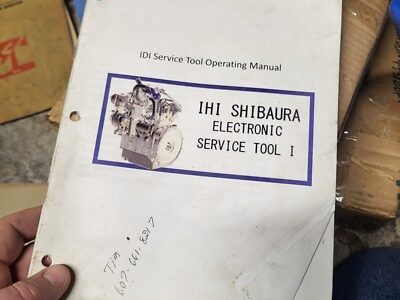 IDI Service Tool Operating Manual
IHI SHIBAURA
ELECTRONIC
SERVICE TOOL I
Tim